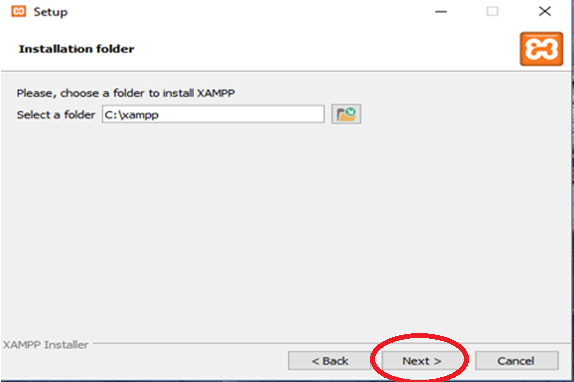 Setup
Installation folder
Please, choose a folder to install XAMPP
Select a folder C:\xampp
XAMPP Installer
< Back Next > Cancel